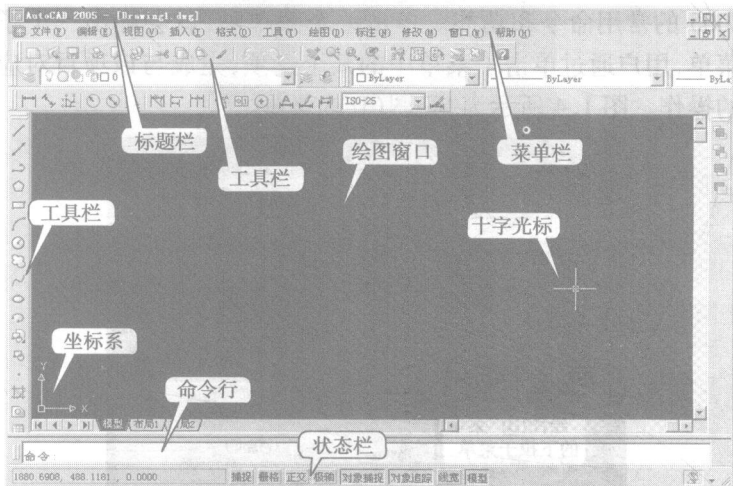 AutoCAD 2005 - [Drawing1.dwg]
文件(F) 编辑(E) 视图(V) 插入(I) 格式(O) 工具(T) 绘图(D) 标注(N) 修改(M) 窗口(W) 帮助(H)
0 ByLayer ByLayer ByLa
ISO-25
标题栏
工具栏
绘图窗口
菜单栏
工具栏
十字光标
坐标系
Y
X
命令行
模型 布局1 布局2
状态栏
命令
1880.6908, 488.1181 , 0.0000 捕捉 栅格 正交 极轴 对象捕捉 对象追踪 线宽 模型